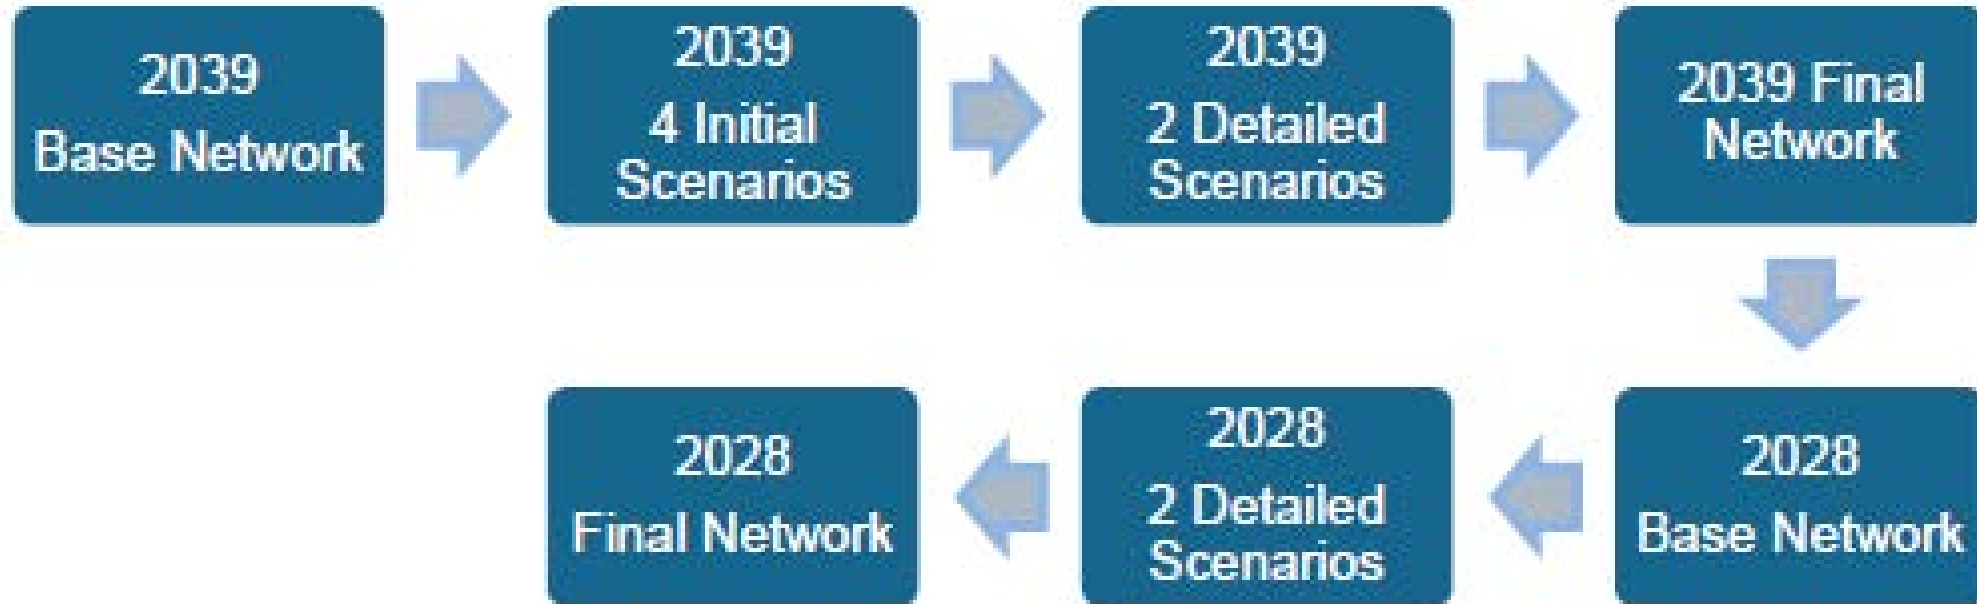 2039
Base Network
2039
4 Initial
Scenarios
2039
2 Detailed
Scenarios
2039 Final
Network
2028
Base Network
2028
2 Detailed
Scenarios
2028
Final Network